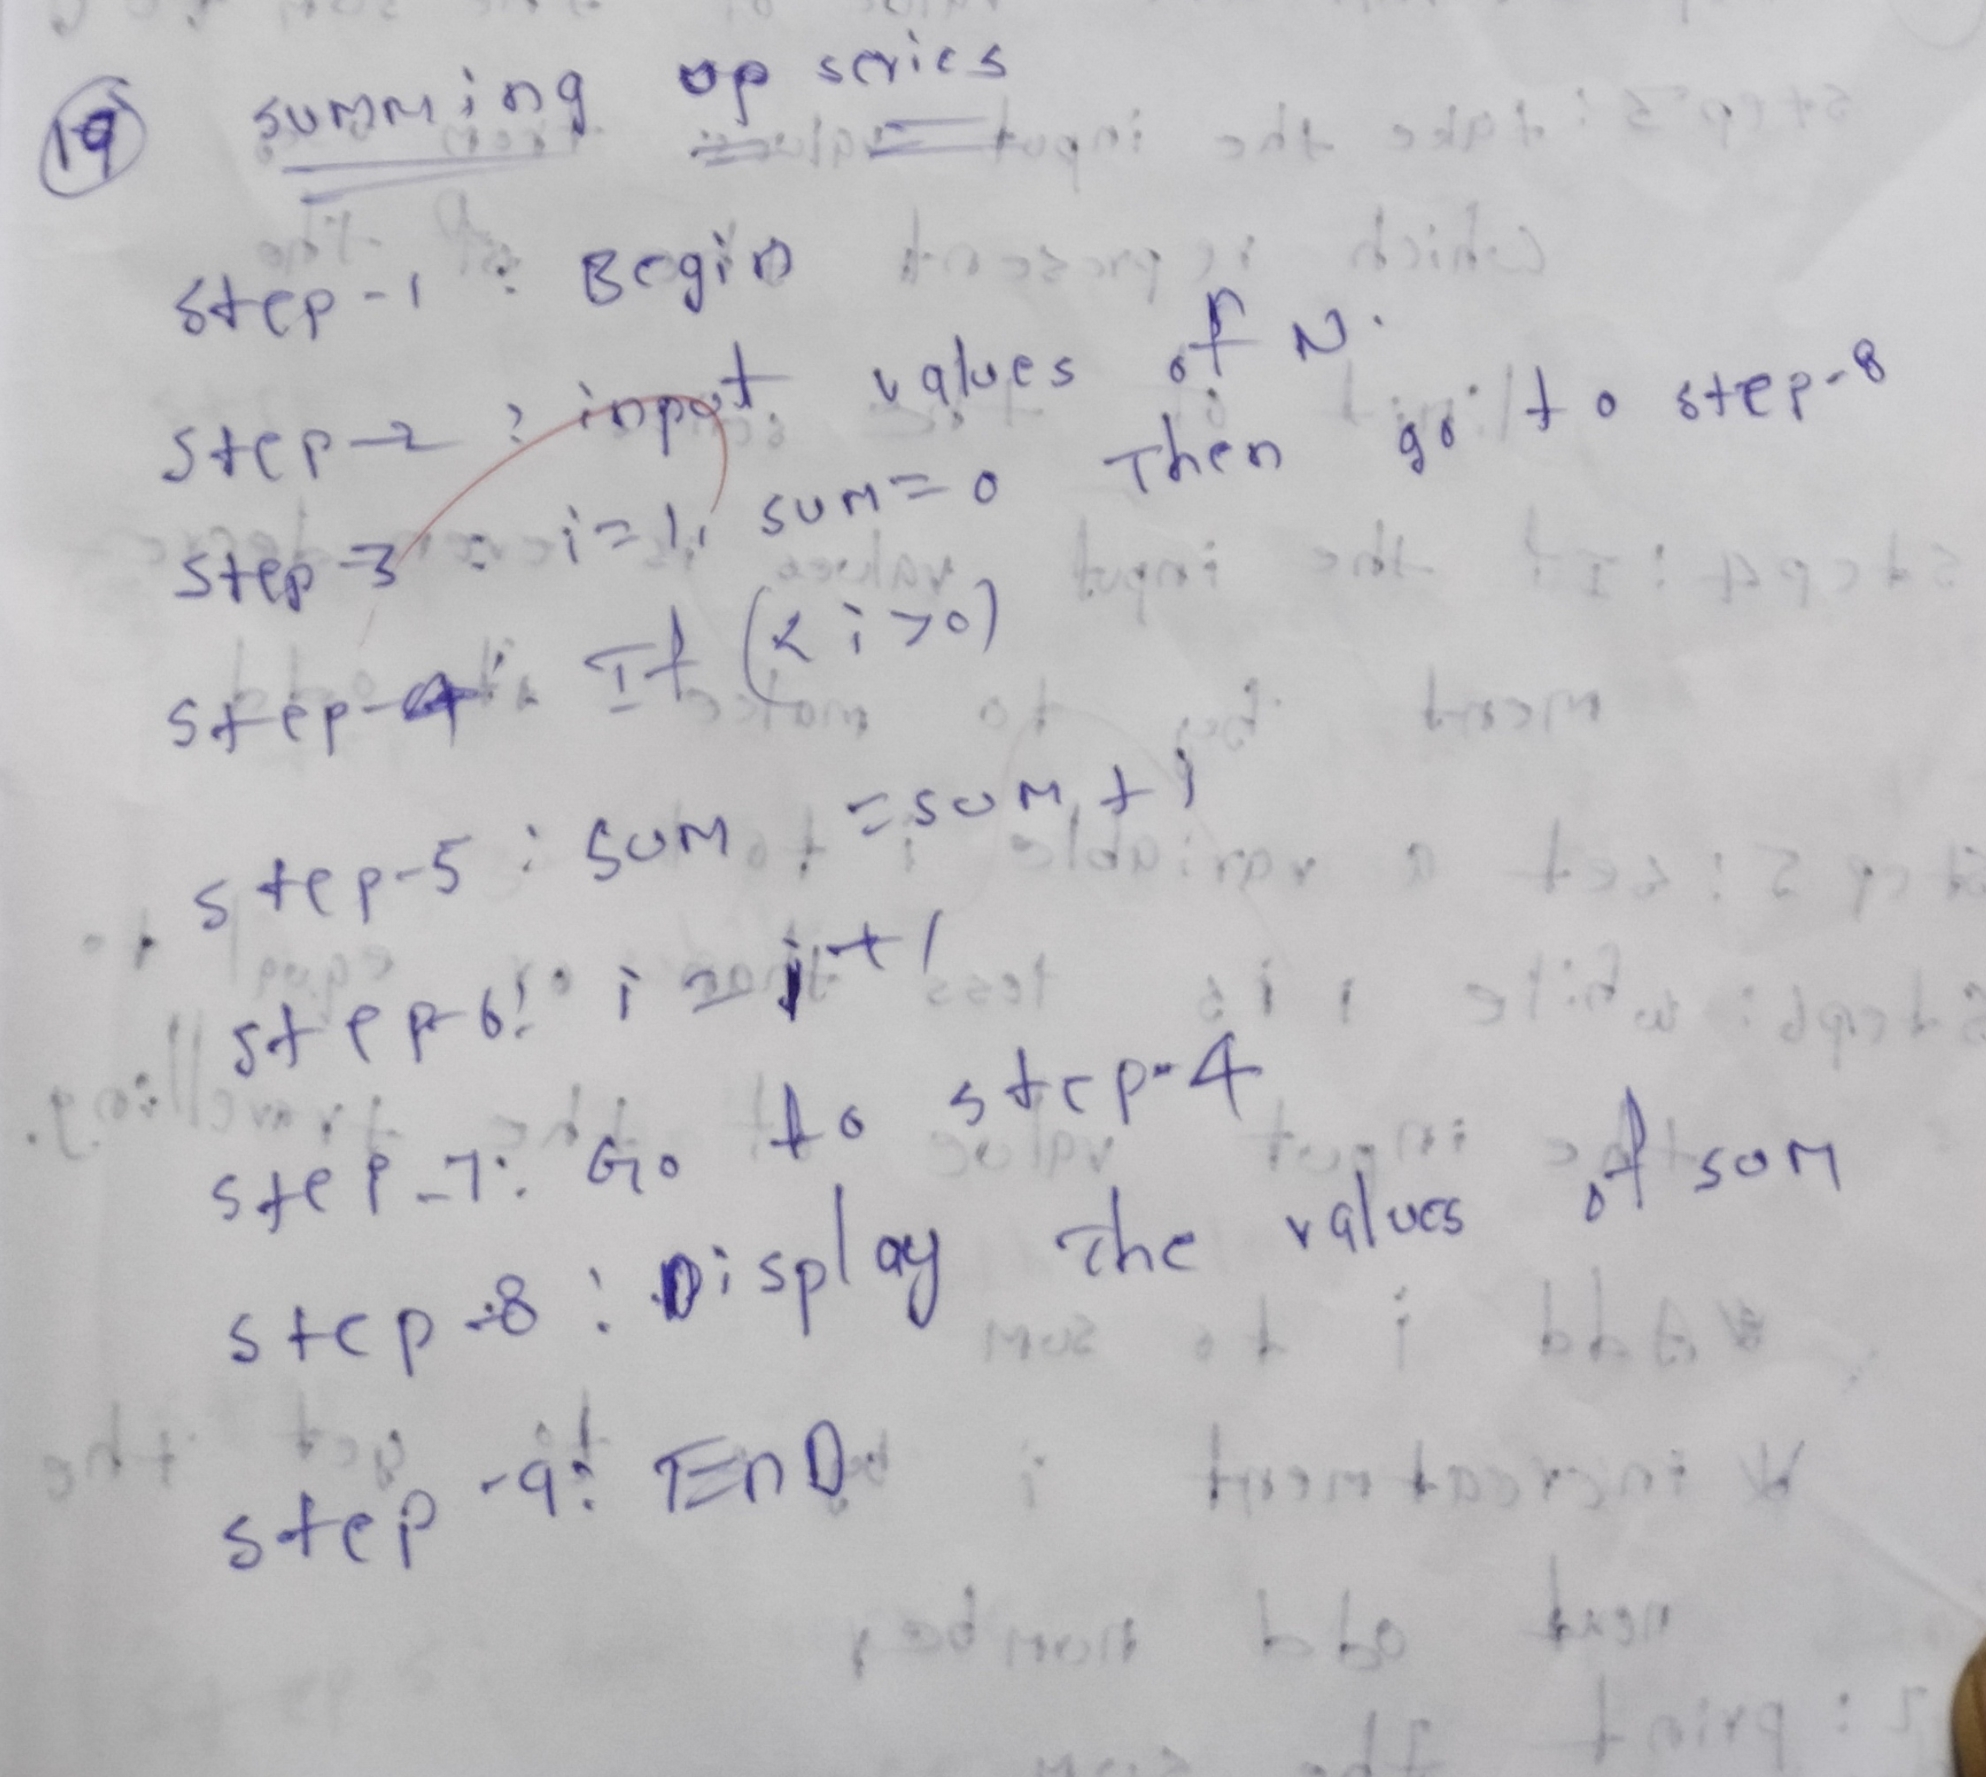 19 summing op series
step-1 : Begin
step-2 : input values of N.
step-3 : i=1, sum=0 Then go to step-8
step-4 : If (< i >0)
step-5 : sum = sum + i
step-6 : i = i+1
step-7 : Go to step-4
step-8 : Display The values of sum
step-9 : EnD